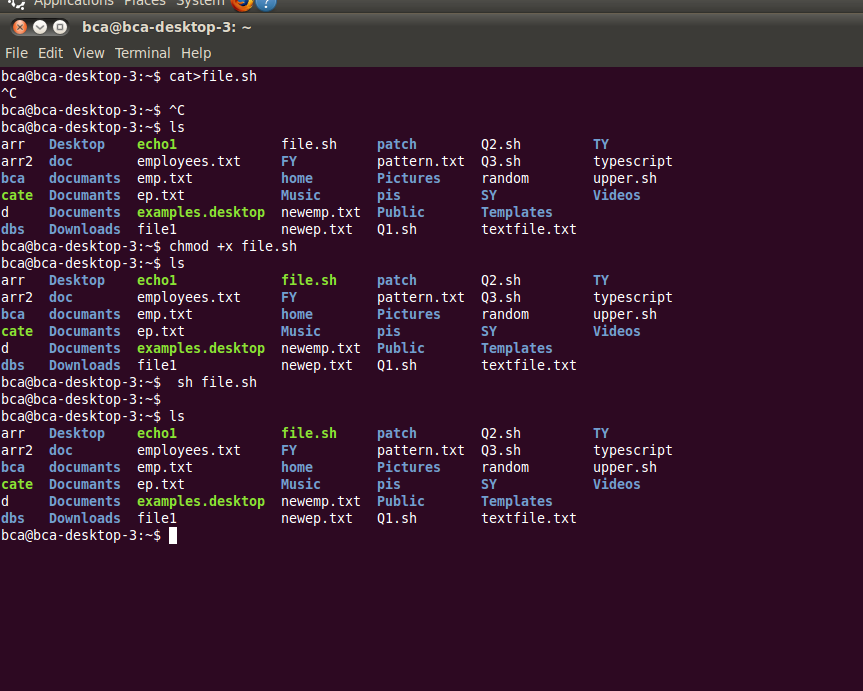 Applications Places System
bca@bca-desktop-3: ~
File Edit View Terminal Help
bca@bca-desktop-3:~$ cat>file.sh
^C
bca@bca-desktop-3:~$ ^C
bca@bca-desktop-3:~$ ls
arr Desktop echo1 file.sh patch Q2.sh TY
arr2 doc employees.txt FY pattern.txt Q3.sh typescript
bca documants emp.txt home Pictures random upper.sh
cate Documants ep.txt Music pis SY Videos
d Documents examples.desktop newemp.txt Public Templates
dbs Downloads file1 newep.txt Q1.sh textfile.txt
bca@bca-desktop-3:~$ chmod +x file.sh
bca@bca-desktop-3:~$ ls
arr Desktop echo1 file.sh patch Q2.sh TY
arr2 doc employees.txt FY pattern.txt Q3.sh typescript
bca documants emp.txt home Pictures random upper.sh
cate Documants ep.txt Music pis SY Videos
d Documents examples.desktop newemp.txt Public Templates
dbs Downloads file1 newep.txt Q1.sh textfile.txt
bca@bca-desktop-3:~$  sh file.sh
bca@bca-desktop-3:~$
bca@bca-desktop-3:~$ ls
arr Desktop echo1 file.sh patch Q2.sh TY
arr2 doc employees.txt FY pattern.txt Q3.sh typescript
bca documants emp.txt home Pictures random upper.sh
cate Documants ep.txt Music pis SY Videos
d Documents examples.desktop newemp.txt Public Templates
dbs Downloads file1 newep.txt Q1.sh textfile.txt
bca@bca-desktop-3:~$